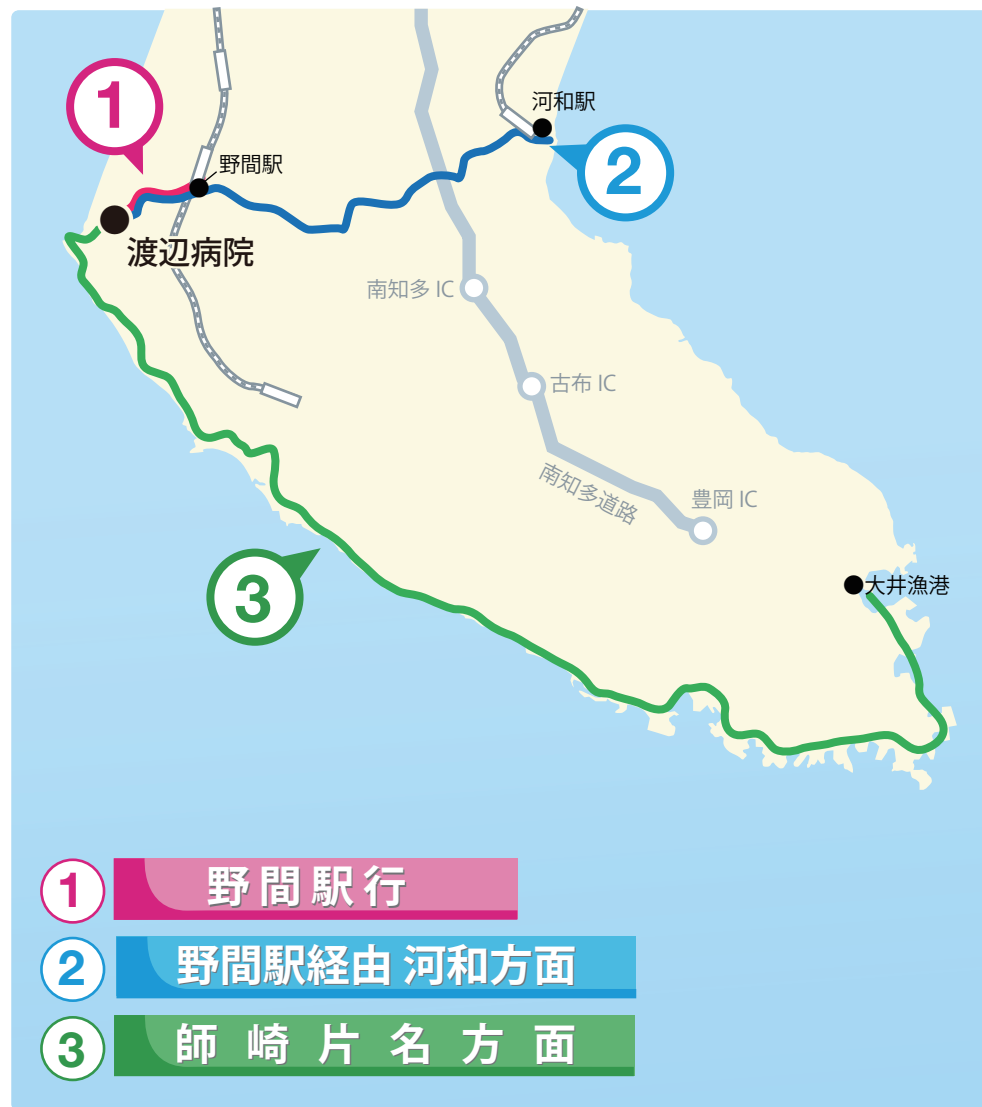 1
河和駅
2
野間駅
渡辺病院
南知多 IC
古布 IC
南知多道路
豊岡 IC
大井漁港
3
1 野間駅行
2 野間駅経由 河和方面
3 師崎片名方面